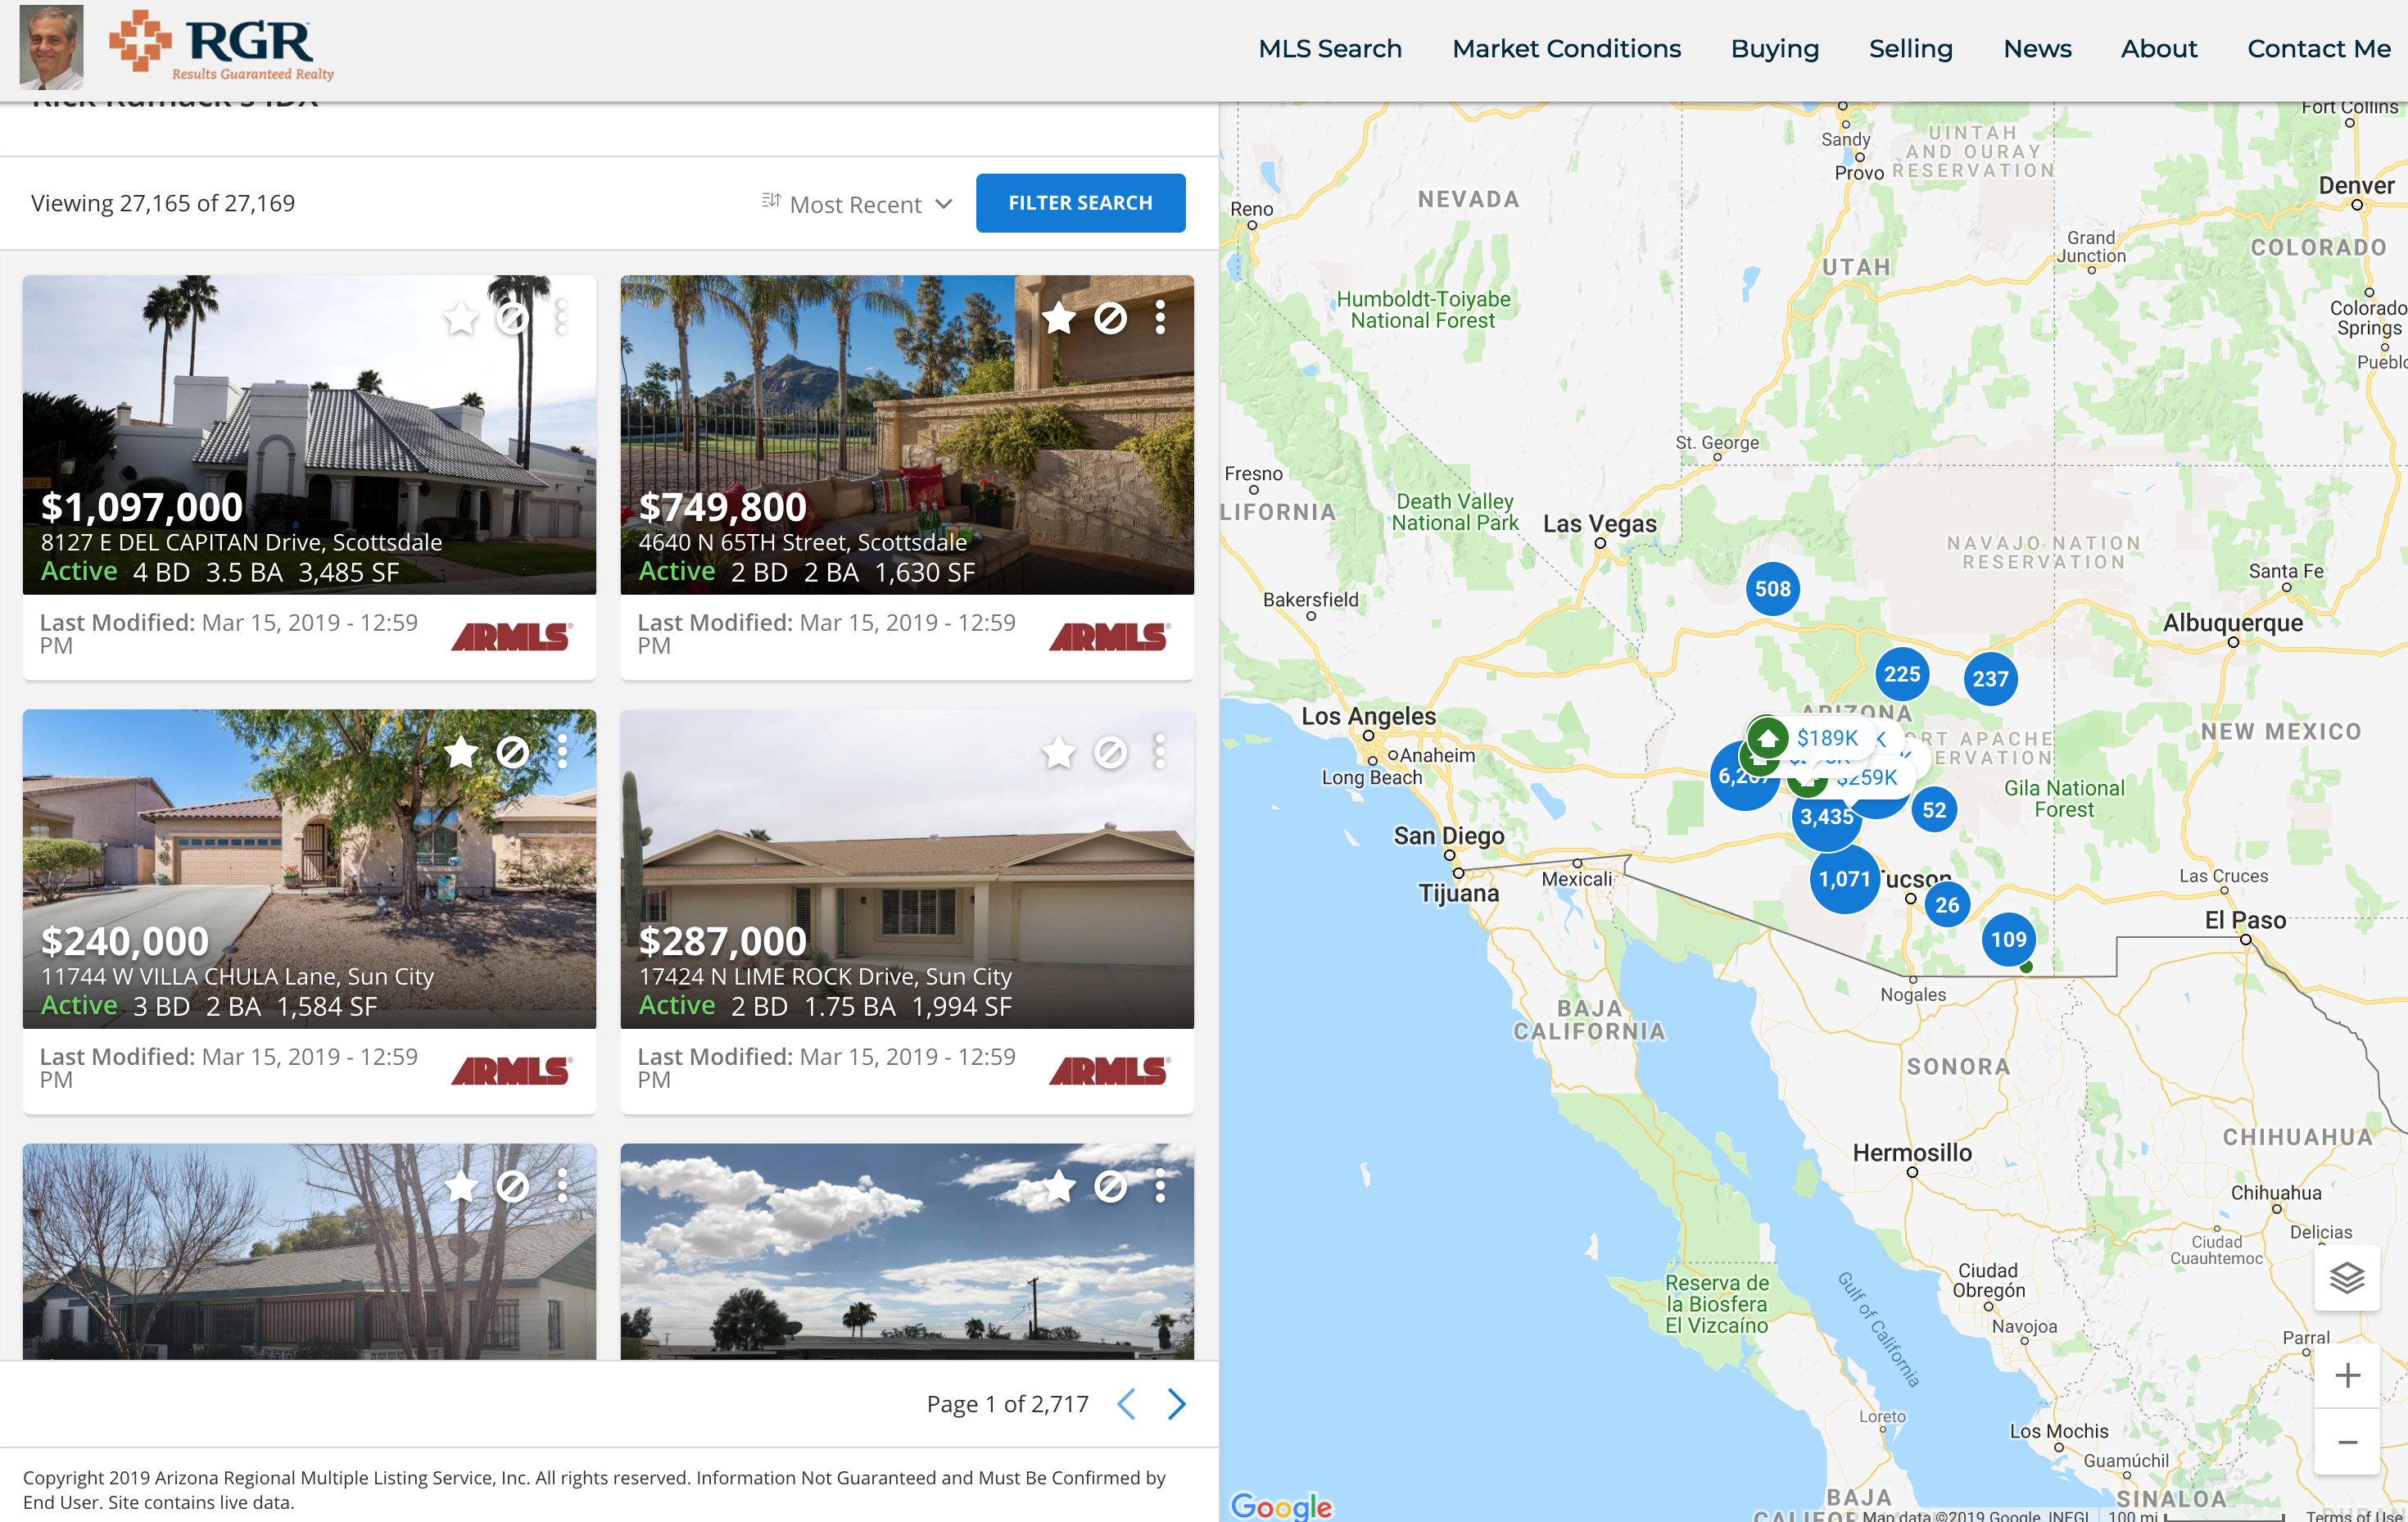 RGR
Results Guaranteed Realty
MLS Search
Market Conditions
Buying
Selling
News
About
Contact Me
Viewing 27,165 of 27,169
Most Recent
FILTER SEARCH
$1,097,000
8127 E DEL CAPITAN Drive, Scottsdale
Active 4 BD 3.5 BA 3,485 SF
Last Modified: Mar 15, 2019 - 12:59
PM
ARMLS
$749,800
4640 N 65TH Street, Scottsdale
Active 2 BD 2 BA 1,630 SF
Last Modified: Mar 15, 2019 - 12:59
PM
ARMLS
$240,000
11744 W VILLA CHULA Lane, Sun City
Active 3 BD 2 BA 1,584 SF
Last Modified: Mar 15, 2019 - 12:59
PM
ARMLS
$287,000
17424 N LIME ROCK Drive, Sun City
Active 2 BD 1.75 BA 1,994 SF
Last Modified: Mar 15, 2019 - 12:59
PM
ARMLS
Page 1 of 2,717
Copyright 2019 Arizona Regional Multiple Listing Service, Inc. All rights reserved. Information Not Guaranteed and Must Be Confirmed by
End User. Site contains live data.
Fort Collins
Sandy
UINTAH
AND OURAY
RESERVATION
Provo
Denver
NEVADA
Reno
Grand
Junction
COLORADO
UTAH
Humboldt-Toiyabe
National Forest
Colorado
Springs
St. George
Fresno
Death Valley
National Park
Las Vegas
NAVAJO NATION
RESERVATION
Santa Fe
508
Bakersfield
Albuquerque
225
237
Los Angeles
ARIZONA
NEW MEXICO
$189K
Anaheim
Long Beach
$259K
Gila National
Forest
3,435
52
San Diego
Tijuana
Mexicali
1,071
Tucson
26
Las Cruces
El Paso
109
Nogales
BAJA
CALIFORNIA
SONORA
CHIHUAHUA
Hermosillo
Chihuahua
Delicias
Ciudad
Cuauhtemoc
Ciudad
Obregón
Reserva de
la Biosfera
El Vizcaíno
Gulf of California
Navojoa
Parral
Loreto
Los Mochis
Guamúchil
BAJA
SINALOA
Google
Map data ©2019 Google, INEGI
100 mi
Terms of Use